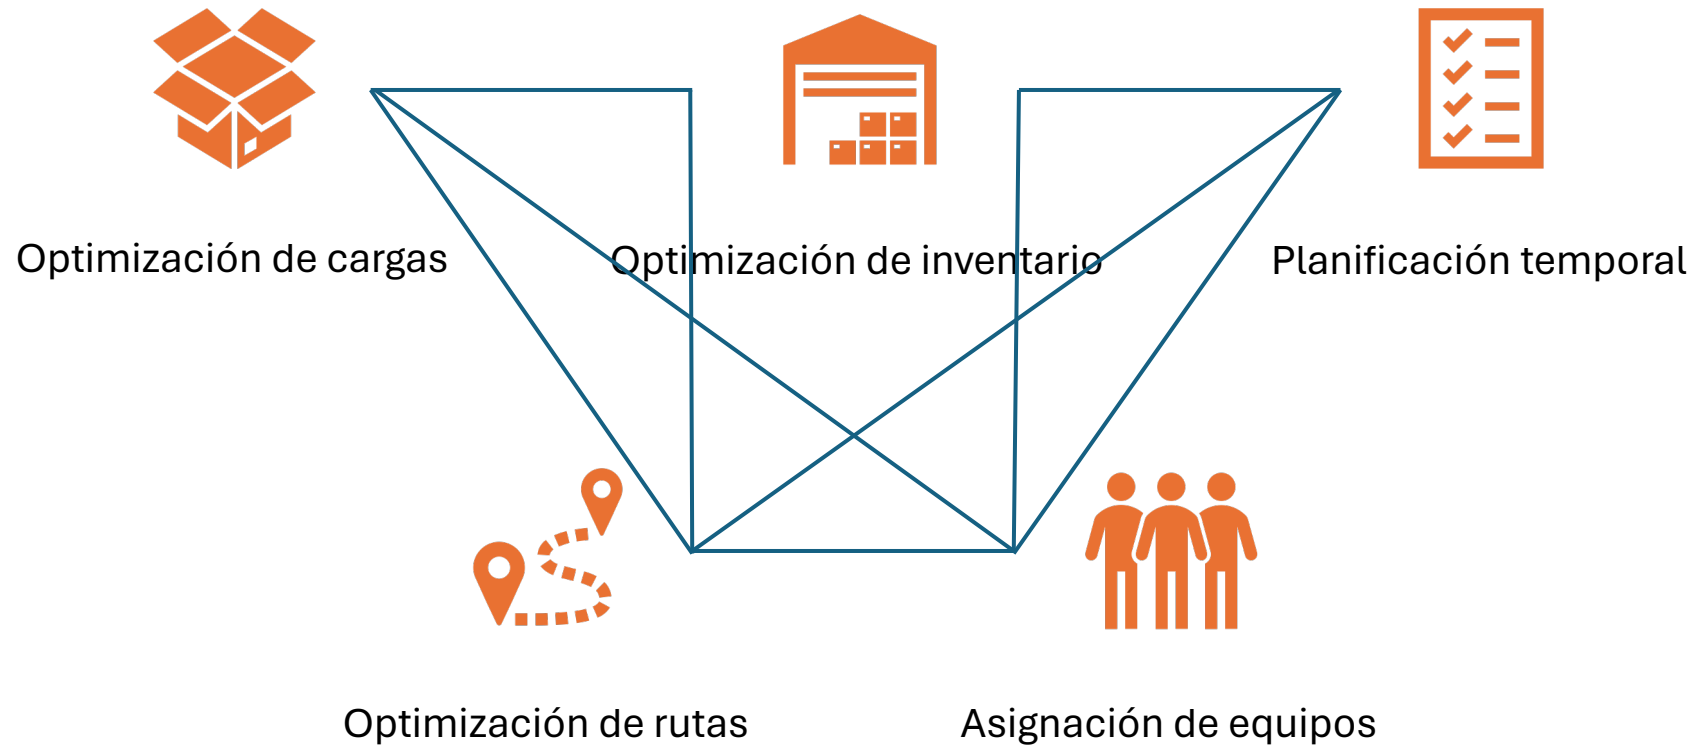 Optimización de cargas
Optimización de inventario
Planificación temporal
Optimización de rutas
Asignación de equipos